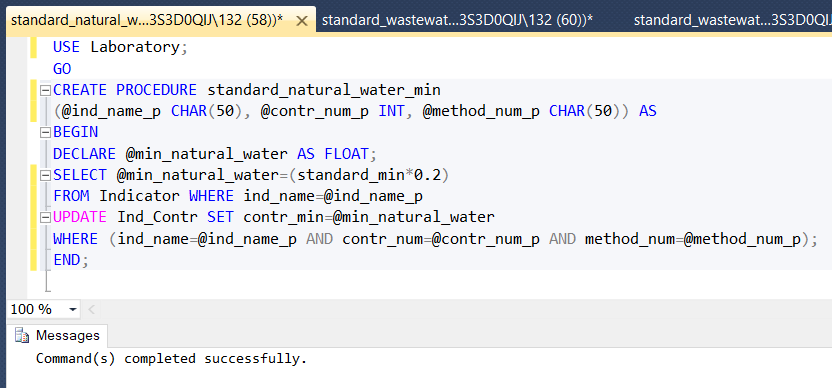 standard_natural_w...3S3D0QIJ\132 (58))* standard_wastewat...3S3D0QIJ\132 (60))* standard_wastewat...3S3D0QIJ
USE Laboratory;
GO
CREATE PROCEDURE standard_natural_water_min
(@ind_name_p CHAR(50), @contr_num_p INT, @method_num_p CHAR(50)) AS
BEGIN
DECLARE @min_natural_water AS FLOAT;
SELECT @min_natural_water=(standard_min*0.2)
FROM Indicator WHERE ind_name=@ind_name_p
UPDATE Ind_Contr SET contr_min=@min_natural_water
WHERE (ind_name=@ind_name_p AND contr_num=@contr_num_p AND method_num=@method_num_p);
END;
100 %
Messages
Command(s) completed successfully.